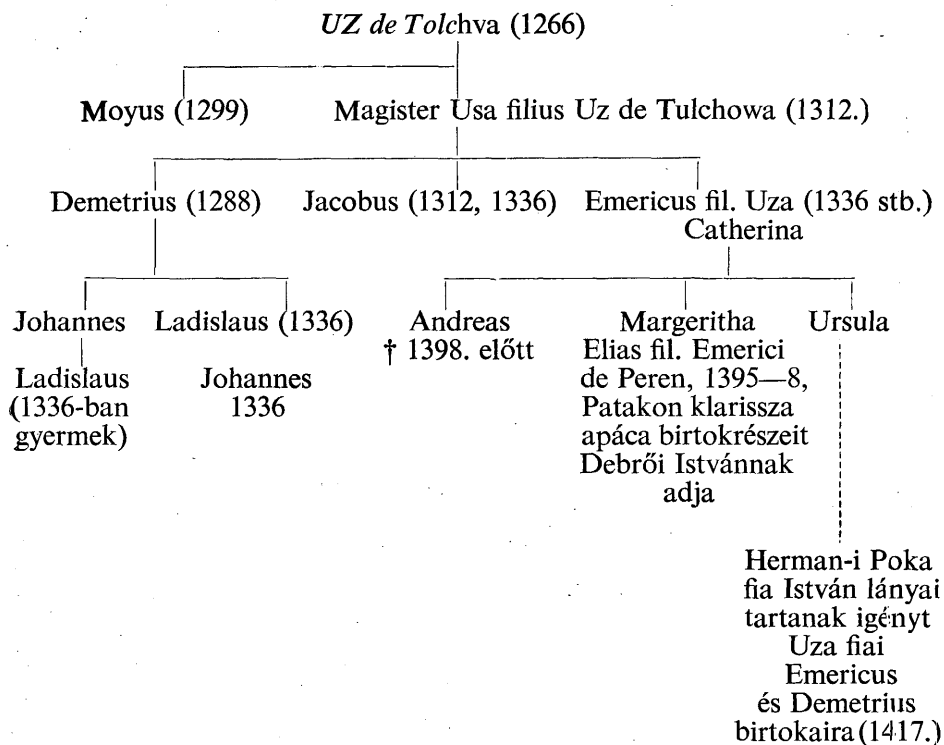 UZ de Tolchva (1266)
Moyus (1299) Magister Usa filius Uz de Tulchowa (1312.)
Demetrius (1288) Jacobus (1312, 1336) Emericus fil. Uza (1336 stb.)
Catherina
Johannes Ladislaus (1336) Andreas Margeritha Ursula
† 1398. előtt Elias fil. Emerici
Ladislaus Johannes de Peren, 1395—8,
(1336-ban 1336 Patakon klarissza
gyermek) apáca birtokrészeit
Debrői Istvánnak
adja
Herman-i Poka
fia István lányai
tartanak igényt
Uza fiai
Emericus
és Demetrius
birtokaira (1417.)